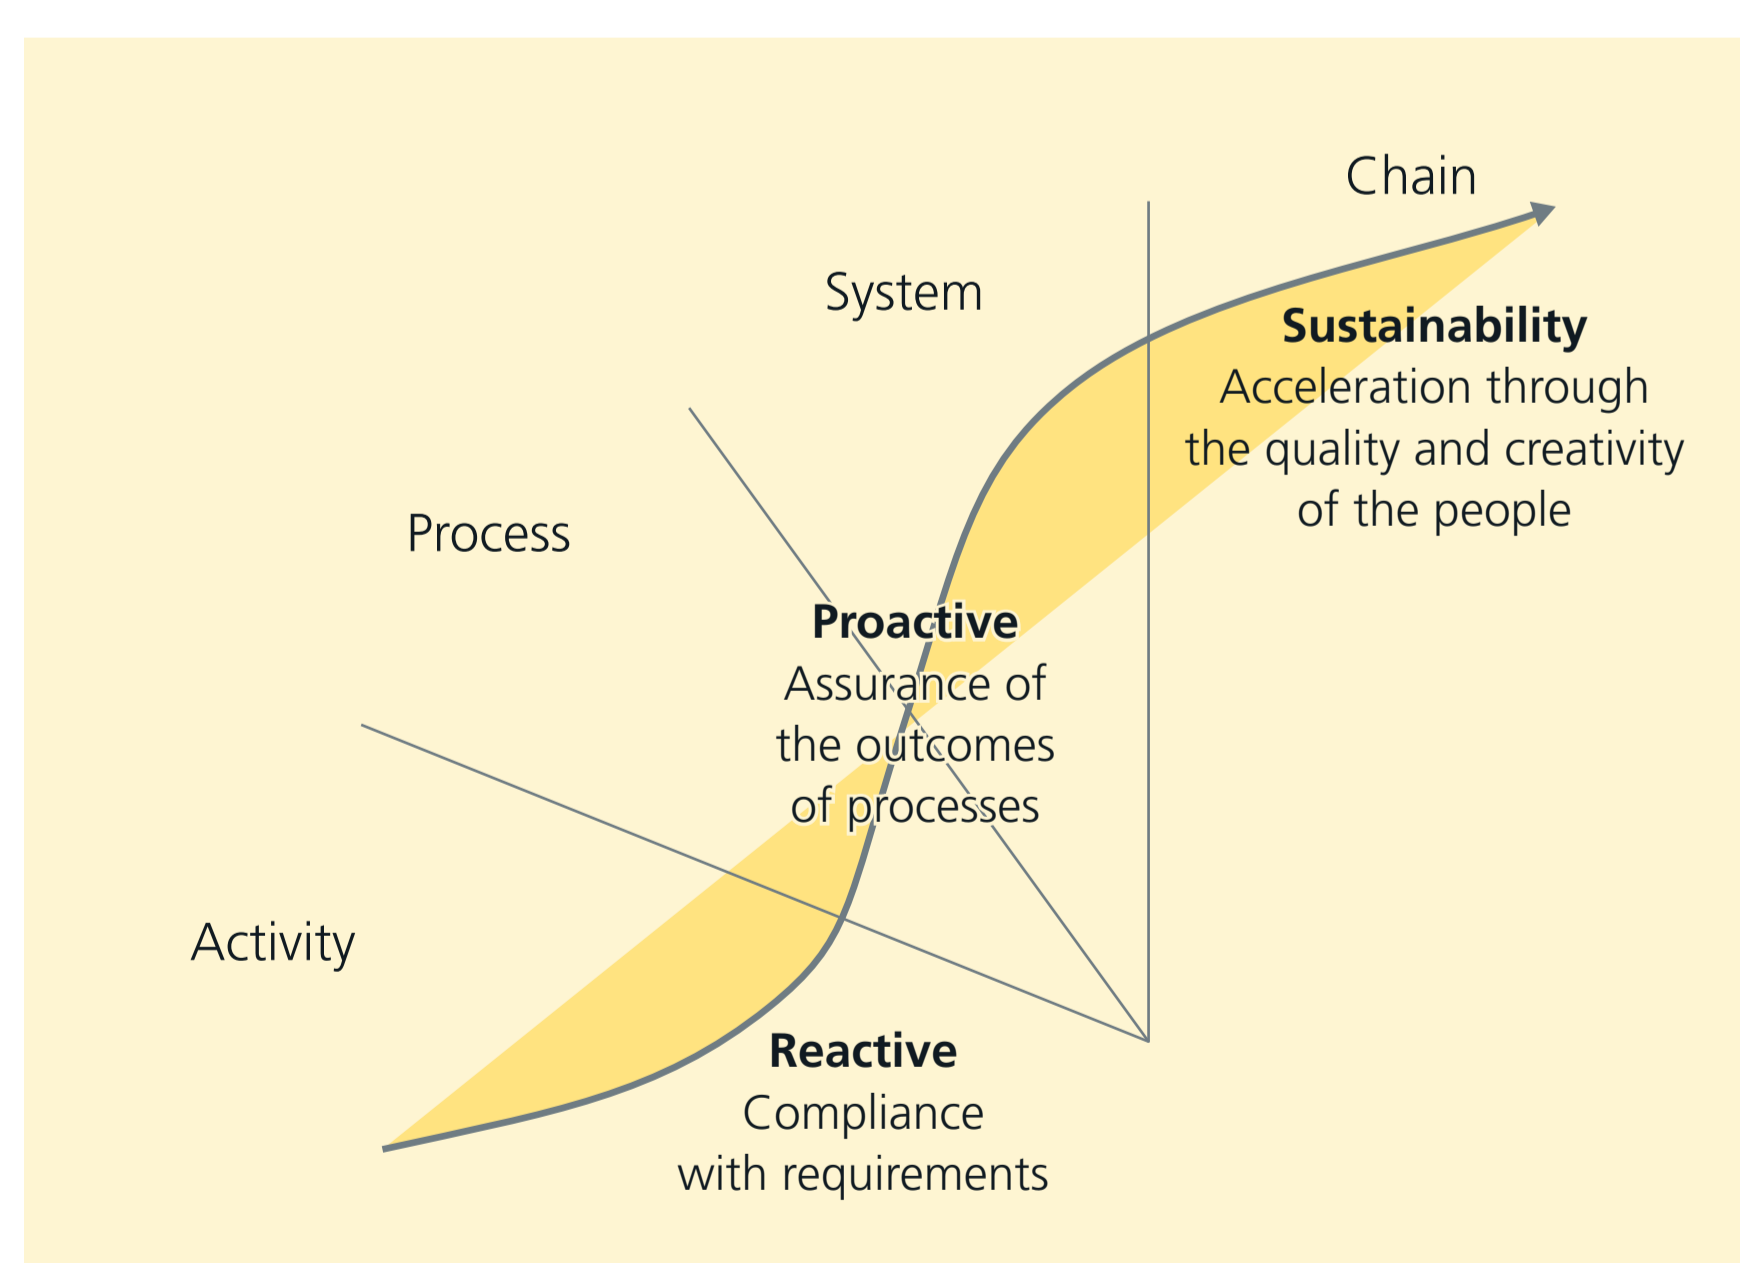 Chain
System
Sustainability
Acceleration through
the quality and creativity
of the people
Process
Proactive
Assurance of
the outcomes
of processes
Activity
Reactive
Compliance
with requirements